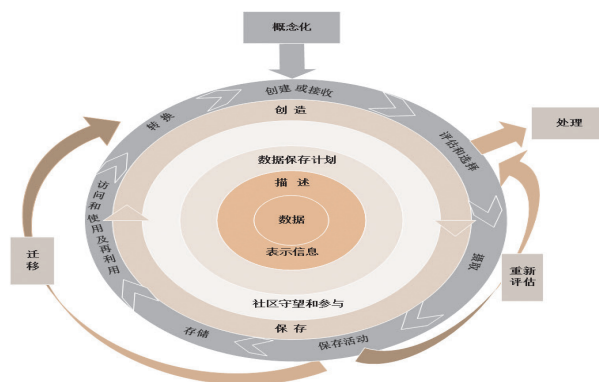 概念化
创建或接收
创造
转换
评估和选择
处理
数据保存计划
描述
数据
表示信息
访问和使用及再利用
摄取
迁
移
重新
评估
社区守望和参与
保存
存储
保存活动